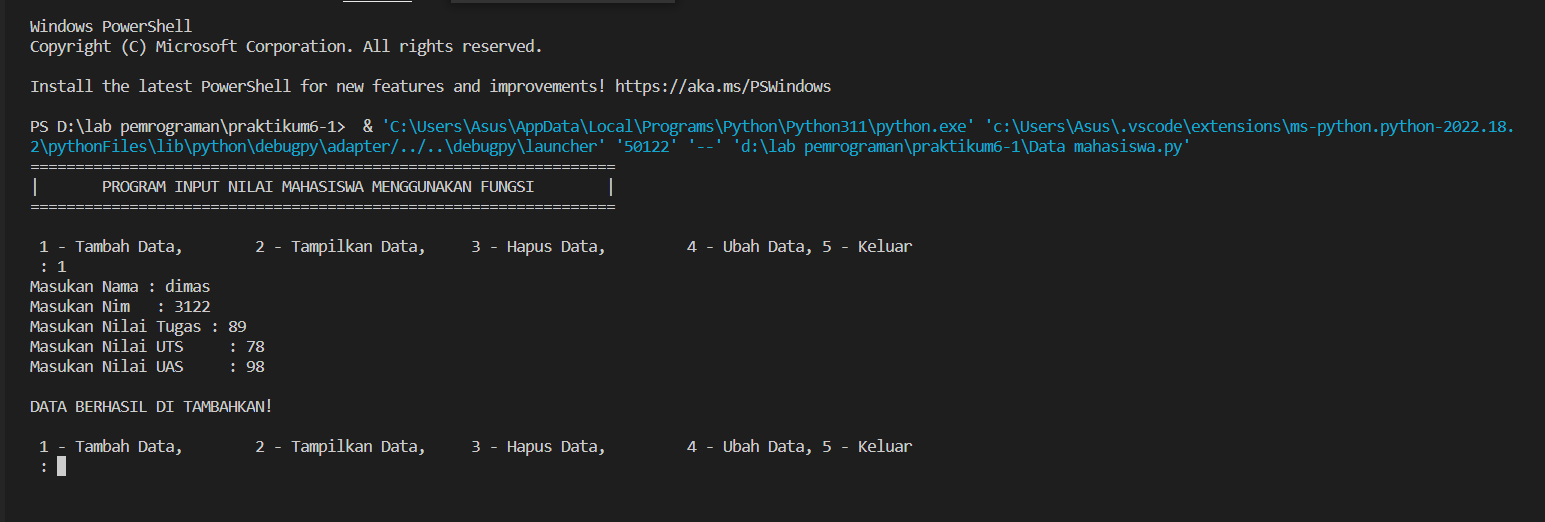 Windows PowerShell
Copyright (C) Microsoft Corporation. All rights reserved.
Install the latest PowerShell for new features and improvements! https://aka.ms/PSWindows
PS D:\lab pemrograman\praktikum6-1>  & 'C:\Users\Asus\AppData\Local\Programs\Python\Python311\python.exe' 'c:\Users\Asus\.vscode\extensions\ms-python.python-2022.18.
2\pythonFiles\lib\python\debugpy\adapter/../..\debugpy\launcher' '50122' '--' 'd:\lab pemrograman\praktikum6-1\Data mahasiswa.py'
=================================================================
|       PROGRAM INPUT NILAI MAHASISWA MENGGUNAKAN FUNGSI        |
=================================================================
 1 - Tambah Data,        2 - Tampilkan Data,     3 - Hapus Data,         4 - Ubah Data, 5 - Keluar
 : 1
Masukan Nama : dimas
Masukan Nim   : 3122
Masukan Nilai Tugas : 89
Masukan Nilai UTS     : 78
Masukan Nilai UAS     : 98
DATA BERHASIL DI TAMBAHKAN!
 1 - Tambah Data,        2 - Tampilkan Data,     3 - Hapus Data,         4 - Ubah Data, 5 - Keluar
 :